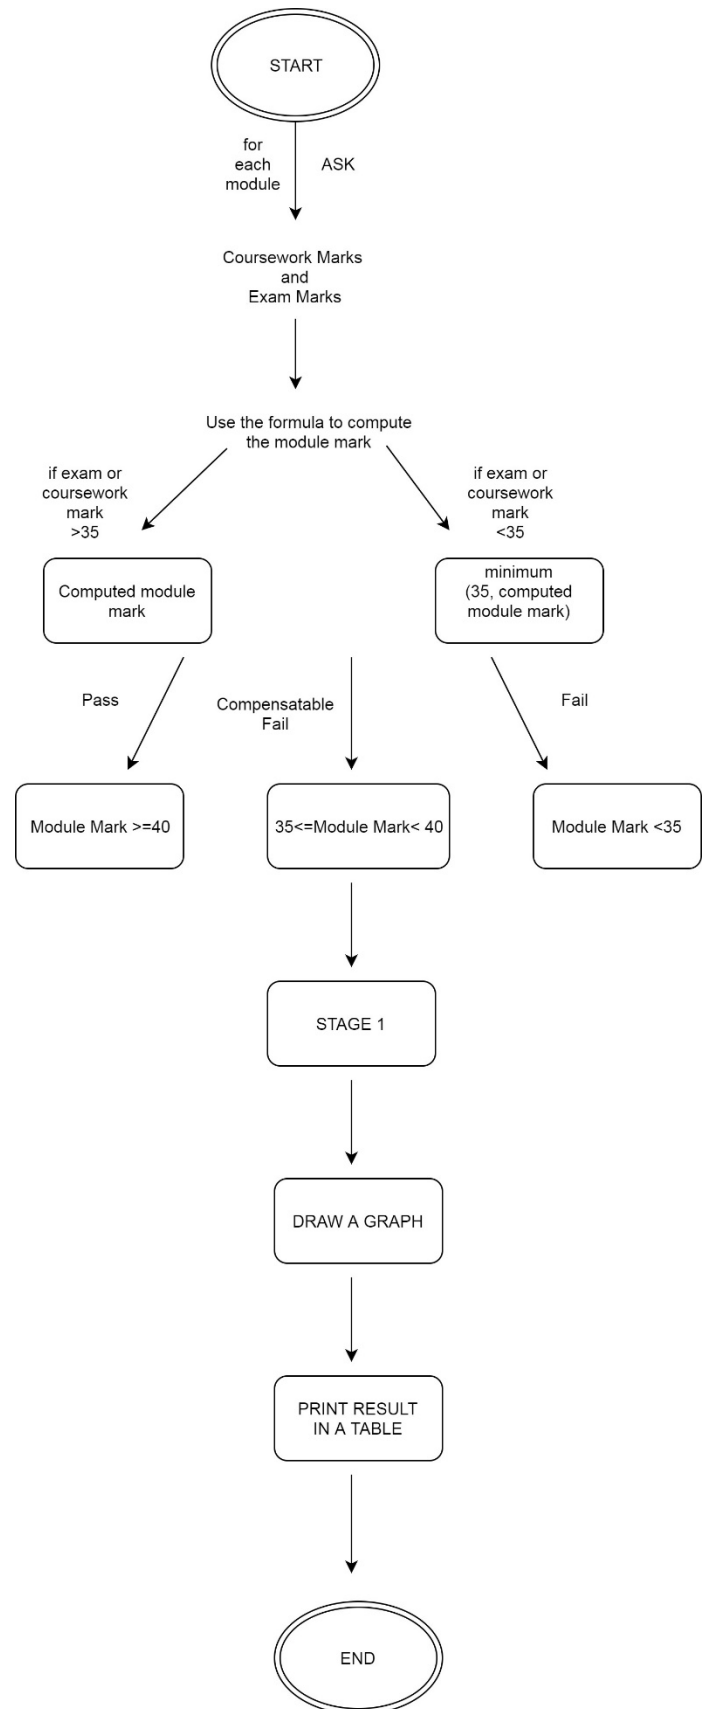 START
for
each
module
ASK
Coursework Marks
and
Exam Marks
Use the formula to compute
the module mark
if exam or
coursework
mark
>35
if exam or
coursework
mark
<35
Computed module
mark
minimum
(35, computed
module mark)
Pass
Compensatable
Fail
Fail
Module Mark >=40
35<=Module Mark< 40
Module Mark <35
STAGE 1
DRAW A GRAPH
PRINT RESULT
IN A TABLE
END